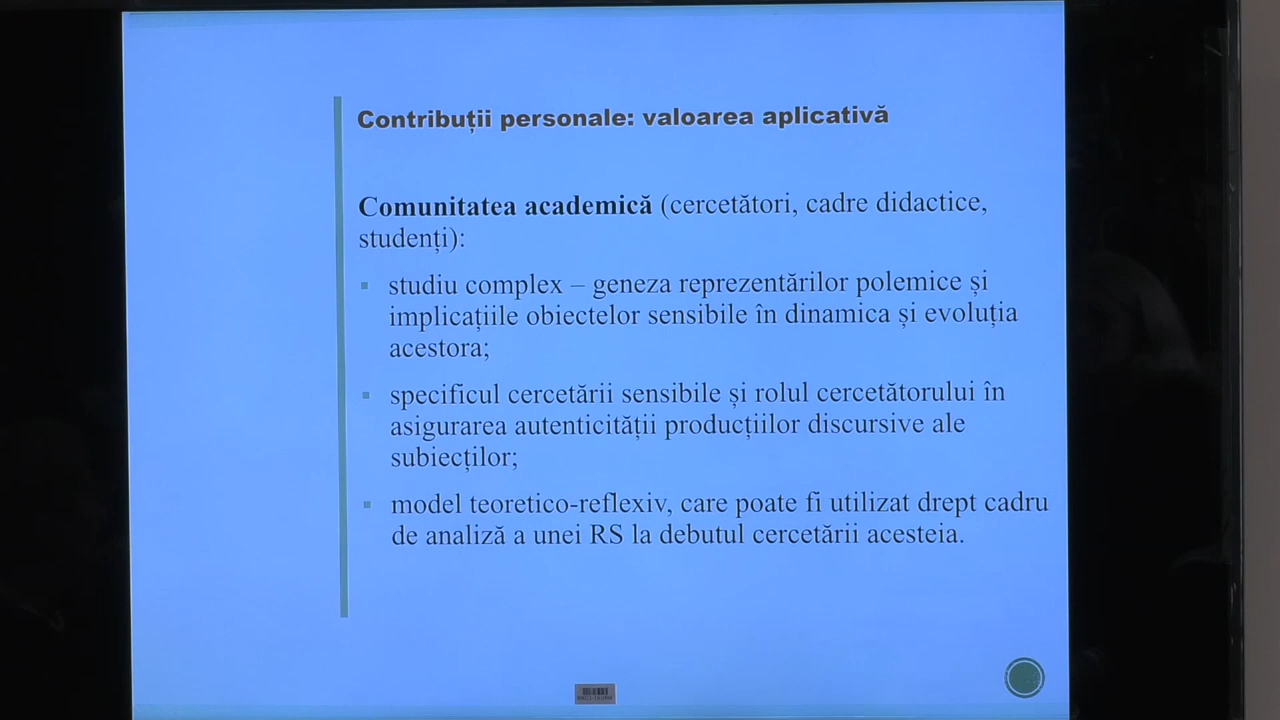 Contribuții personale: valoarea aplicativă
Comunitatea academică (cercetători, cadre didactice,
studenți):
studiu complex – geneza reprezentărilor polemice și
implicațiile obiectelor sensibile în dinamica și evoluția
acestora;
specificul cercetării sensibile și rolul cercetătorului în
asigurarea autenticității producțiilor discursive ale
subiecților;
model teoretico-reflexiv, care poate fi utilizat drept cadru
de analiză a unei RS la debutul cercetării acesteia.